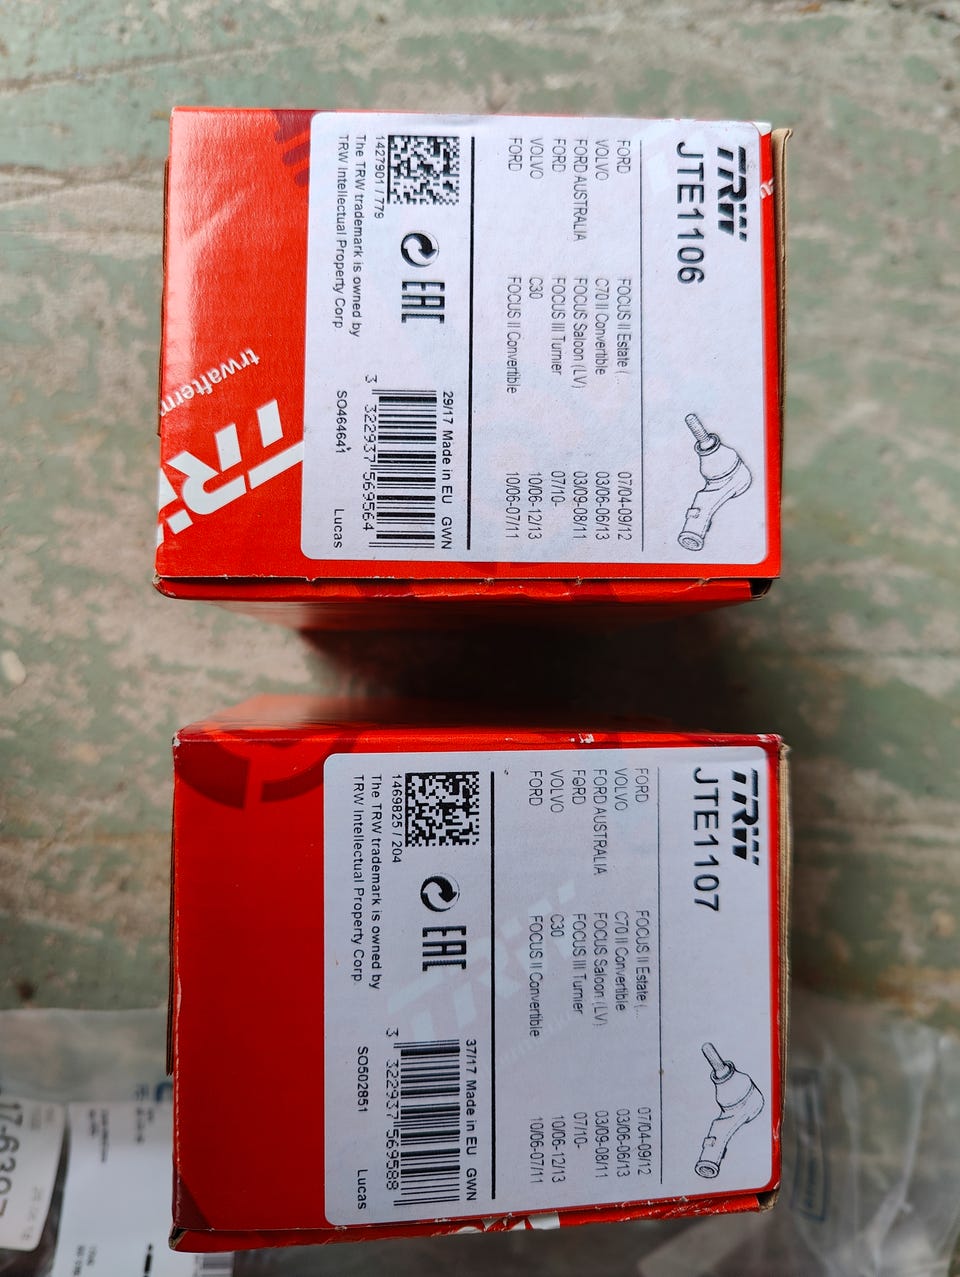 TRW
JTE1106
FORD FOCUS II Estate (... 07/04-09/12
VOLVO C70 II Convertible 03/06-06/13
FORD AUSTRALIA FOCUS Saloon (LV) 03/09-08/11
FORD FOCUS III Turnier 07/10-
VOLVO C30 10/06-12/13
FORD FOCUS II Convertible 10/06-07/11
29/17 Made in EU GWN
EAC
3 322937 569564
1427901 / 779
The TRW trademark is owned by
TRW Intellectual Property Corp
SO46464 Lucas
trwafterm
TRW
TRW
JTE1107
FORD FOCUS II Estate (... 07/04-09/12
VOLVO C70 II Convertible 03/06-06/13
FORD AUSTRALIA FOCUS Saloon (LV) 03/09-08/11
FORD FOCUS III Turnier 07/10-
VOLVO C30 10/06-12/13
FORD FOCUS II Convertible 10/06-07/11
37/17 Made in EU GWN
EAC
3 322937 569588
1469825 / 204
The TRW trademark is owned by
TRW Intellectual Property Corp.
SO502851 Lucas